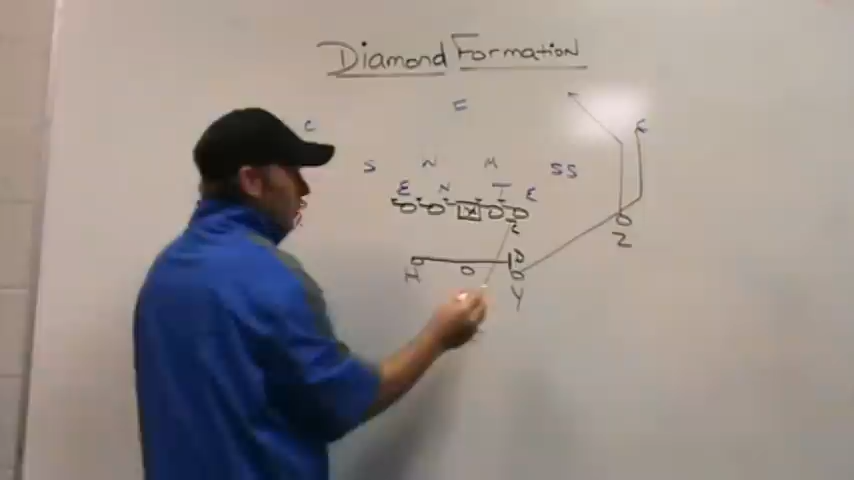 Diamond Formation
C F C
S N M SS
E N T E
X
Z
H Y